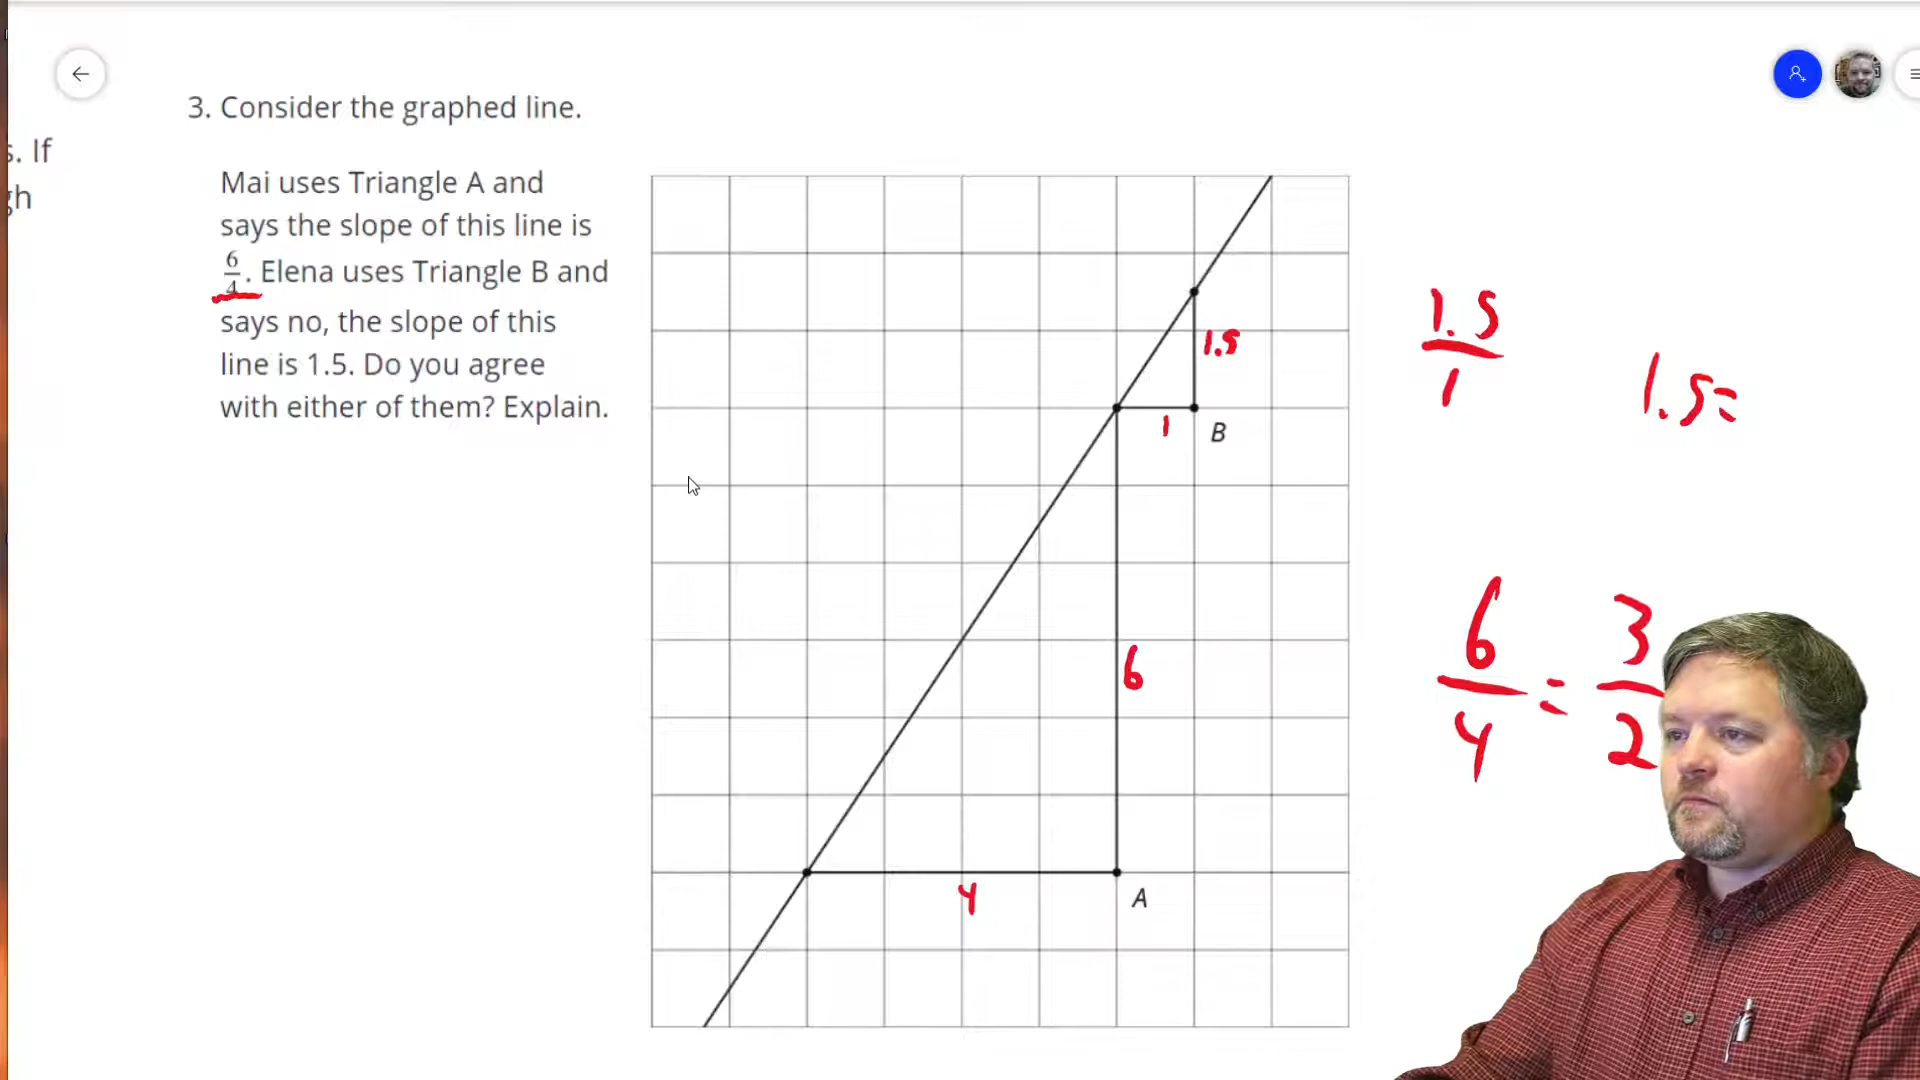 s. If
gh
3. Consider the graphed line.
Mai uses Triangle A and
says the slope of this line is
6/4. Elena uses Triangle B and
says no, the slope of this
line is 1.5. Do you agree
with either of them? Explain.
1.5
1
B
6
4
A
1.5/1
1.5=
6/4 = 3/2